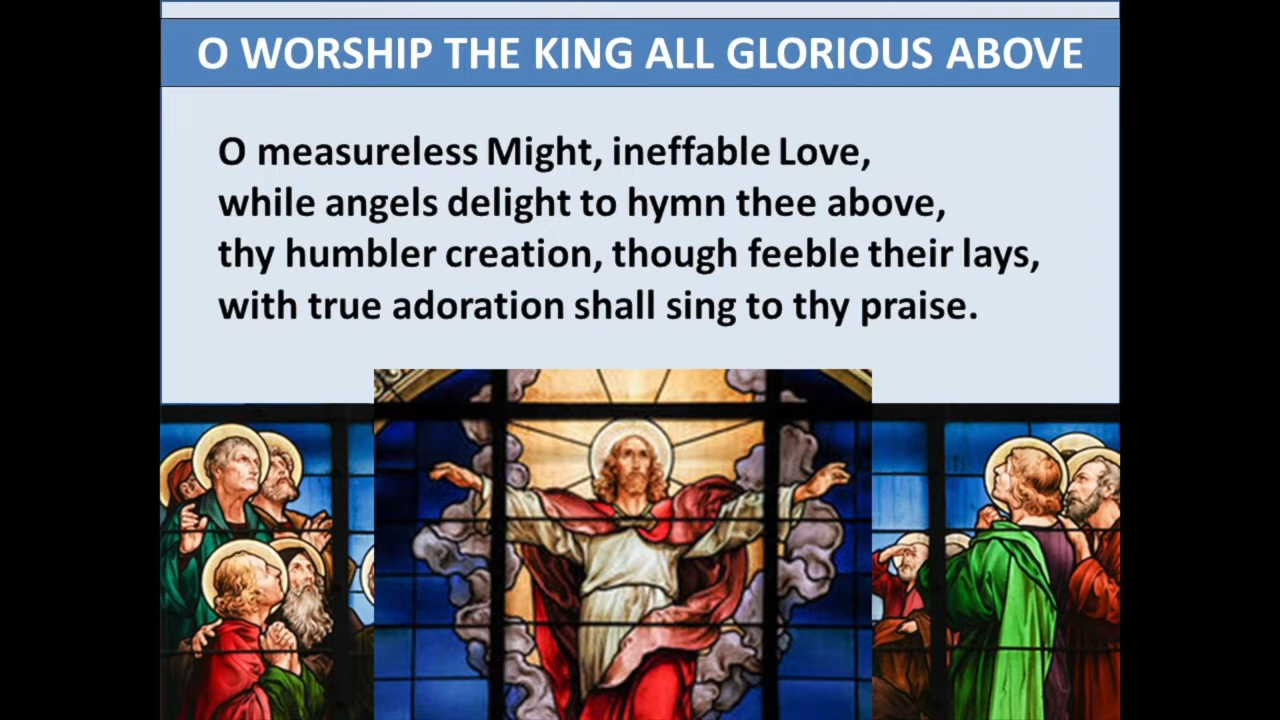 O WORSHIP THE KING ALL GLORIOUS ABOVE
O measureless Might, ineffable Love,
while angels delight to hymn thee above,
thy humbler creation, though feeble their lays,
with true adoration shall sing to thy praise.